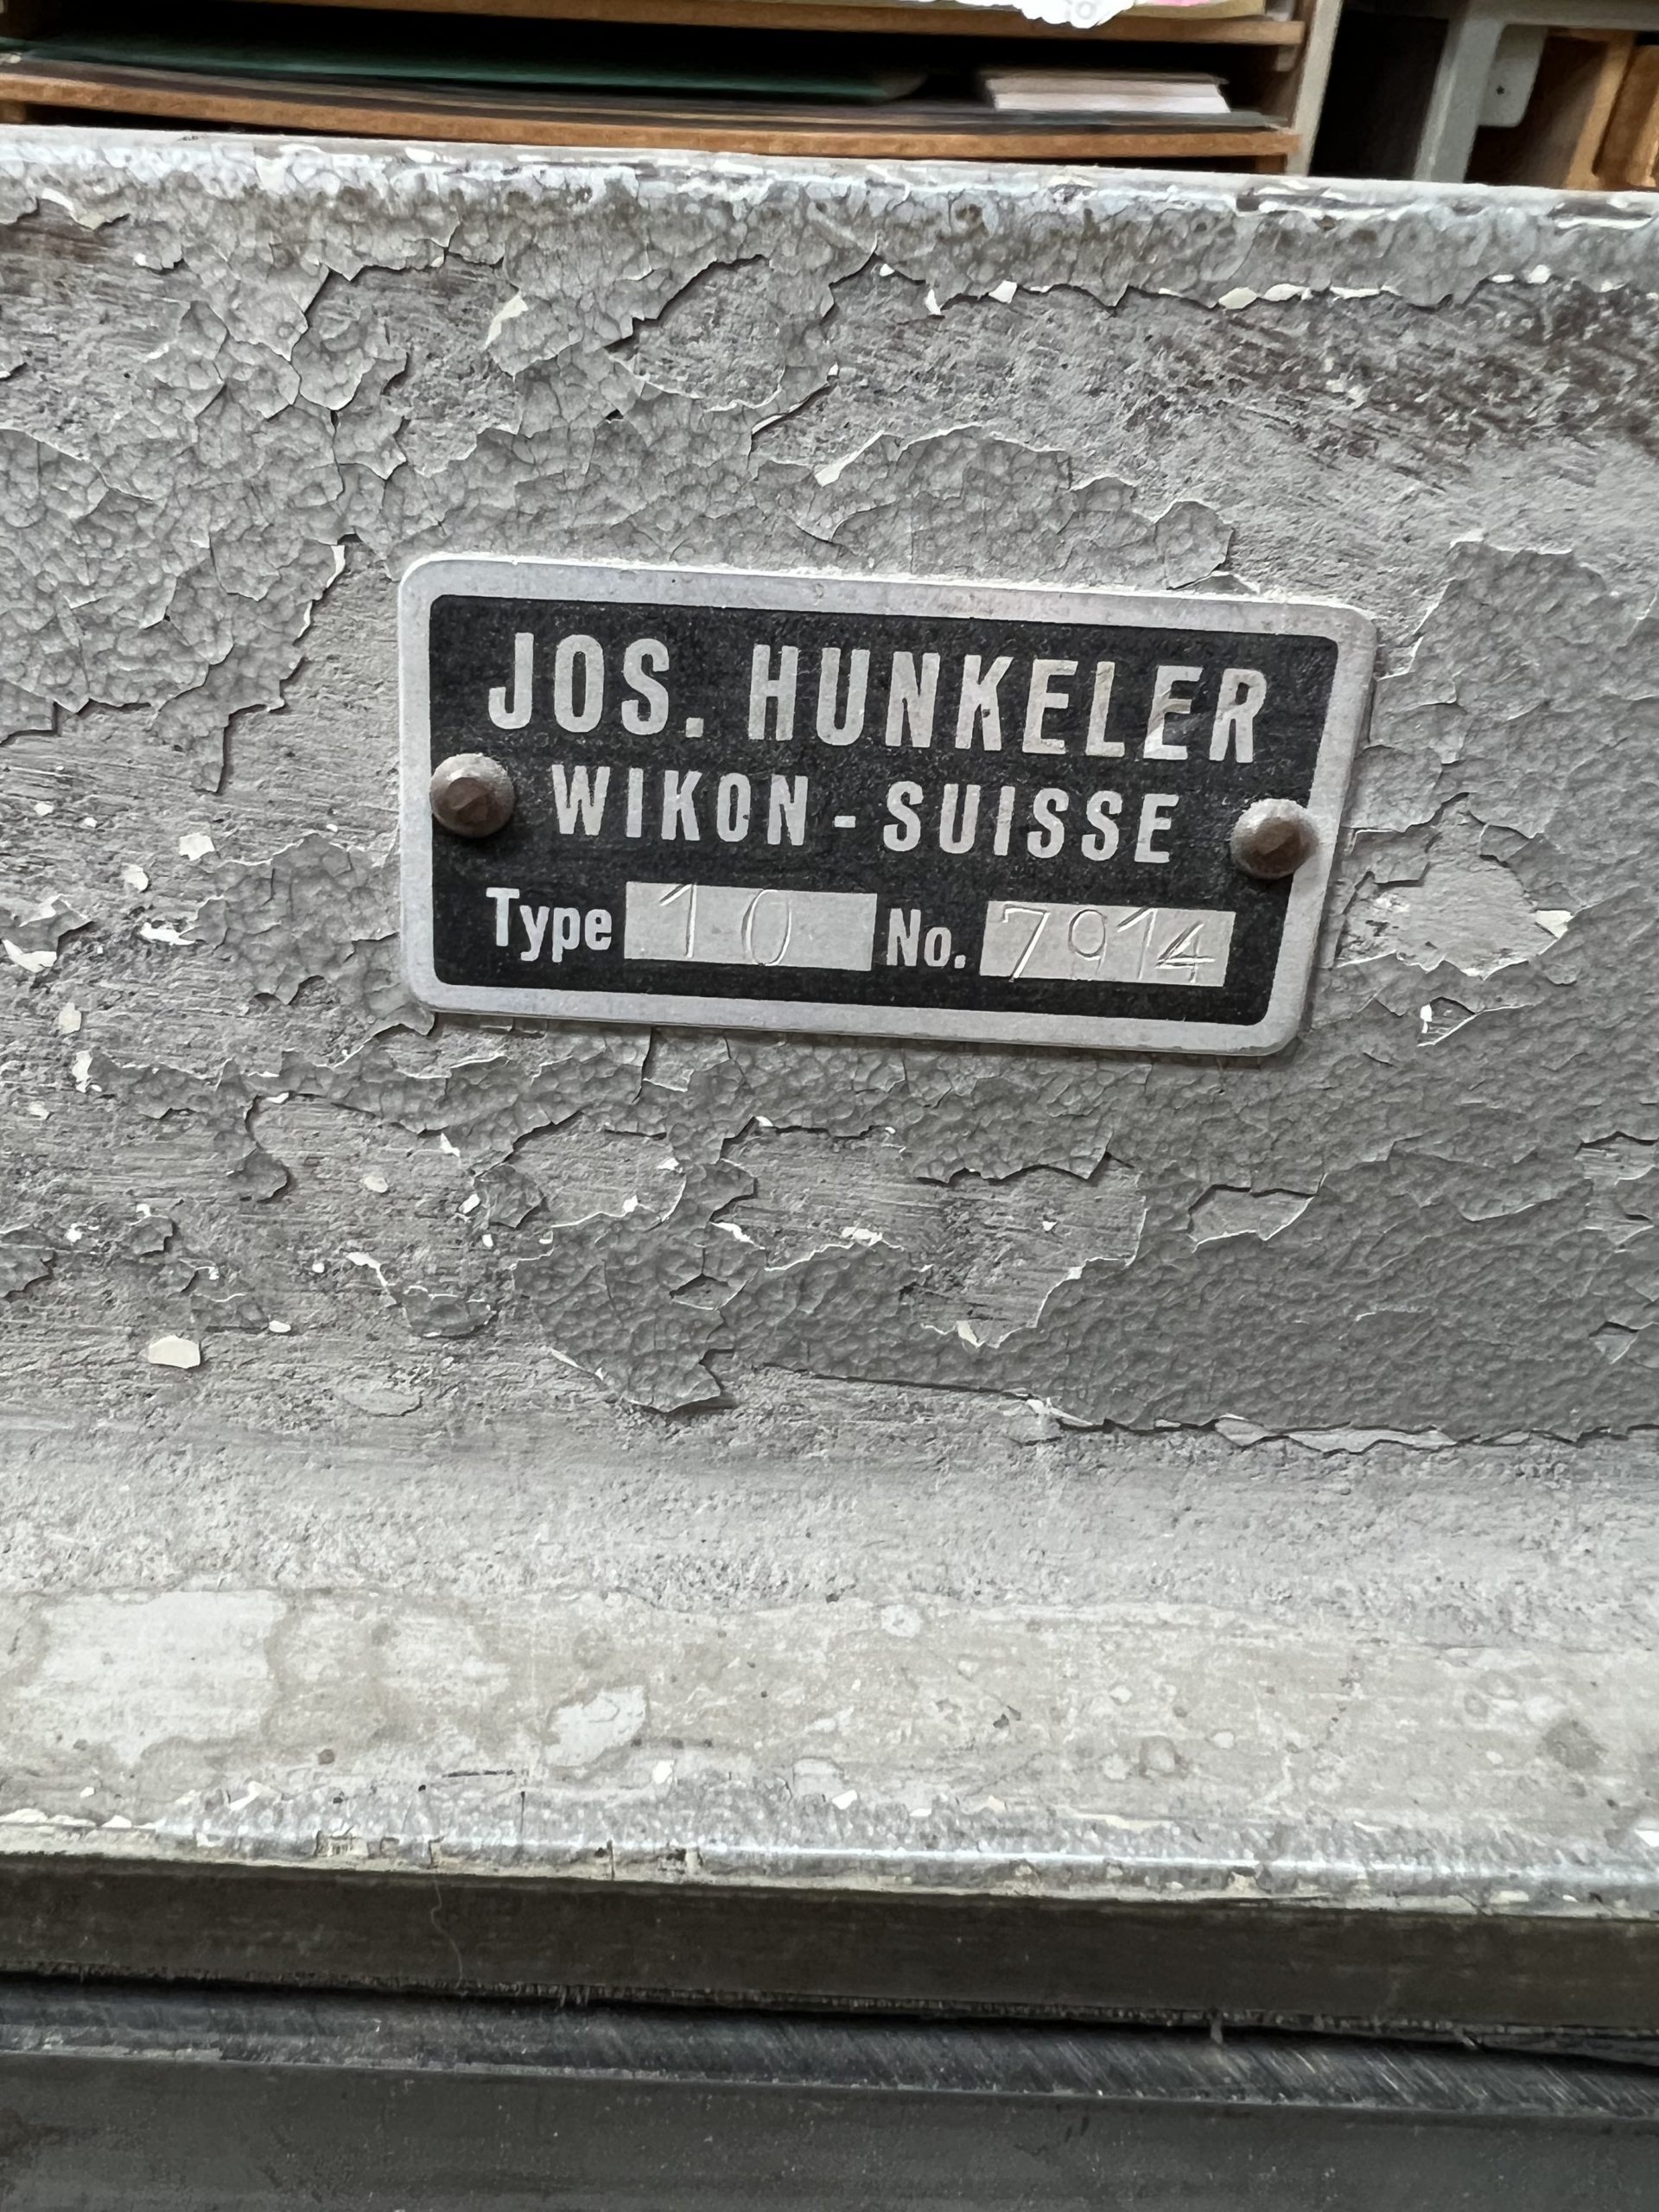 JOS. HUNKELER
WIKON - SUISSE
Type 10 No. 7914